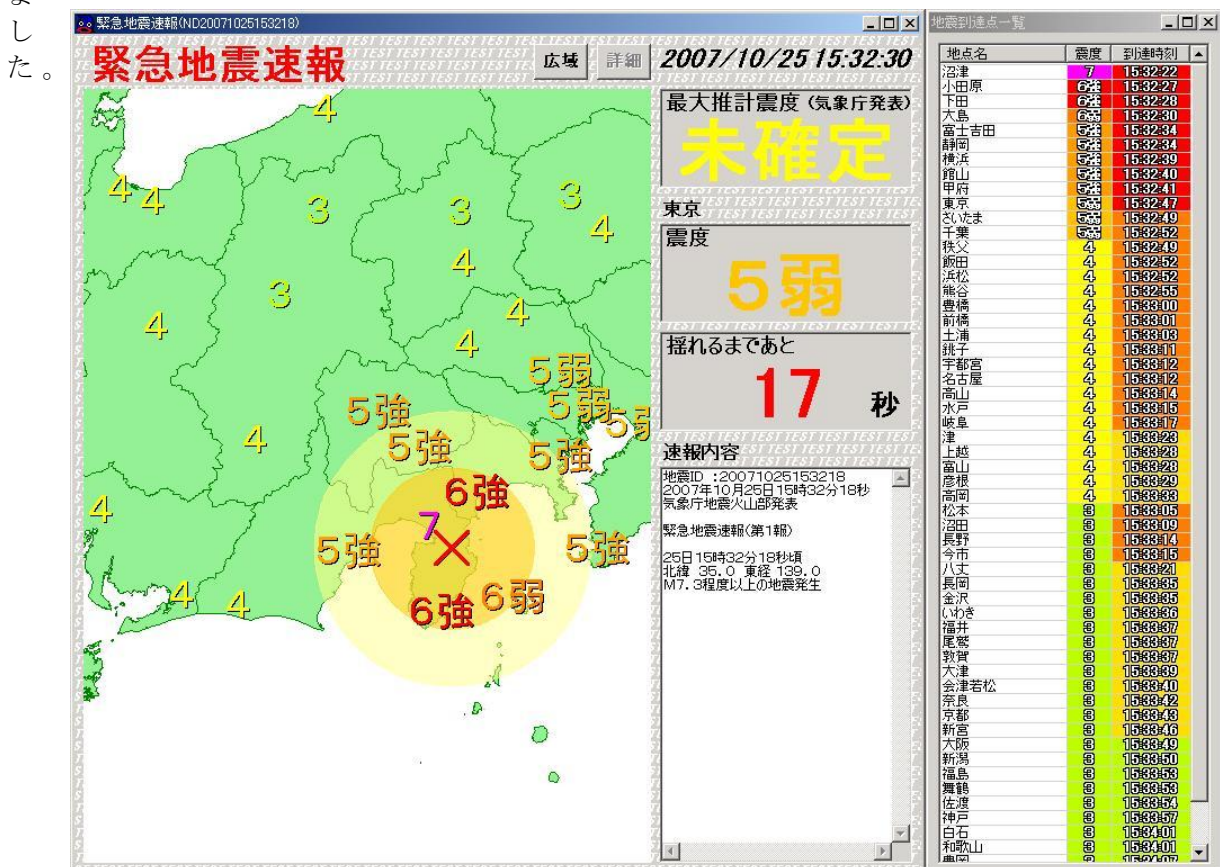 ま
し
た。
緊急地震速報(ND20071025153218)
緊急地震速報
広域
詳細
2007/10/25 15:32:30
4
4
4
3
3
3
4
4
3
4
4
4
5弱
5弱
5弱
5強
5強
5強
4
6強
4
7
5強
5強
6弱
6強
4
4
最大推計震度(気象庁発表)
未確定
東京
震度
5弱
揺れるまであと
17 秒
速報内容
地震ID :20071025153218
2007年10月25日15時32分18秒
気象庁地震火山部発表
緊急地震速報(第1報)
25日15時32分18秒頃
北緯 35.0 東経 139.0
M7.3程度以上の地震発生
地震到達点一覧
地点名 震度 到達時刻
沼津 7 15:32:22
小田原 6強 15:32:27
下田 6強 15:32:28
大島 6弱 15:32:30
富士吉田 5強 15:32:34
静岡 5強 15:32:34
横浜 5強 15:32:39
館山 5強 15:32:40
甲府 5強 15:32:41
東京 5弱 15:32:47
さいたま 5弱 15:32:49
千葉 5弱 15:32:52
秩父 4 15:32:49
飯田 4 15:32:52
浜松 4 15:32:52
熊谷 4 15:32:55
豊橋 4 15:33:00
前橋 4 15:33:01
土浦 4 15:33:03
銚子 4 15:33:11
宇都宮 4 15:33:12
名古屋 4 15:33:12
高山 4 15:33:14
水戸 4 15:33:15
岐阜 4 15:33:17
津 4 15:33:23
上越 4 15:33:28
富山 4 15:33:28
彦根 4 15:33:29
高岡 4 15:33:33
松本 3 15:33:05
沼田 3 15:33:09
長野 3 15:33:14
今市 3 15:33:15
八丈 3 15:33:21
長岡 3 15:33:35
金沢 3 15:33:35
いわき 3 15:33:36
福井 3 15:33:37
尾鷲 3 15:33:37
敦賀 3 15:33:37
大津 3 15:33:39
会津若松 3 15:33:40
奈良 3 15:33:42
京都 3 15:33:43
新宮 3 15:33:46
大阪 3 15:33:49
新潟 3 15:33:50
福島 3 15:33:53
舞鶴 3 15:33:53
佐渡 3 15:33:54
神戸 3 15:33:57
白石 3 15:34:01
和歌山 3 15:34:01